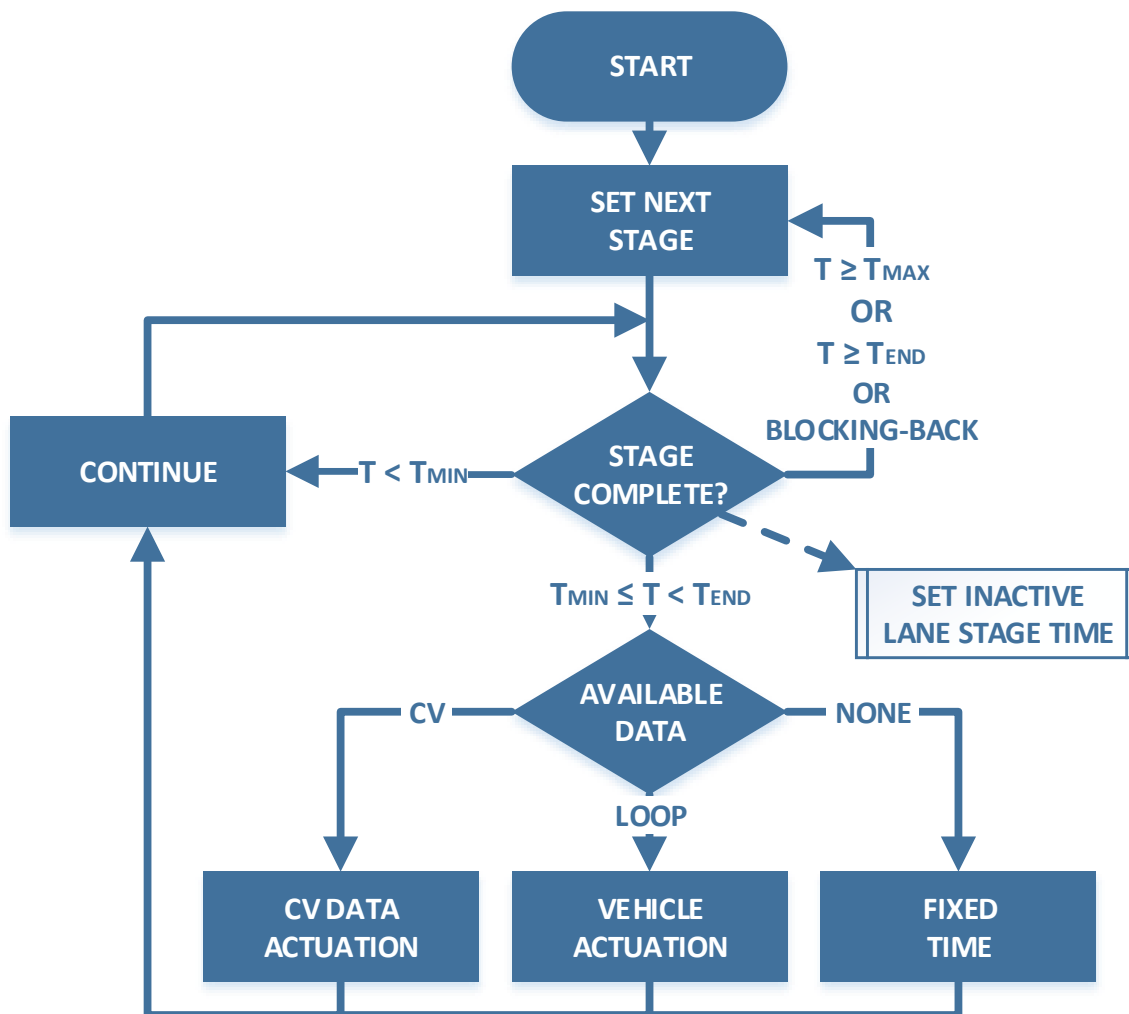 START
SET NEXT
STAGE
T ≥ TMAX
OR
T ≥ TEND
OR
BLOCKING-BACK
CONTINUE
T < TMIN
STAGE
COMPLETE?
TMIN ≤ T < TEND
SET INACTIVE
LANE STAGE TIME
AVAILABLE
DATA
CV
NONE
LOOP
CV DATA
ACTUATION
VEHICLE
ACTUATION
FIXED
TIME